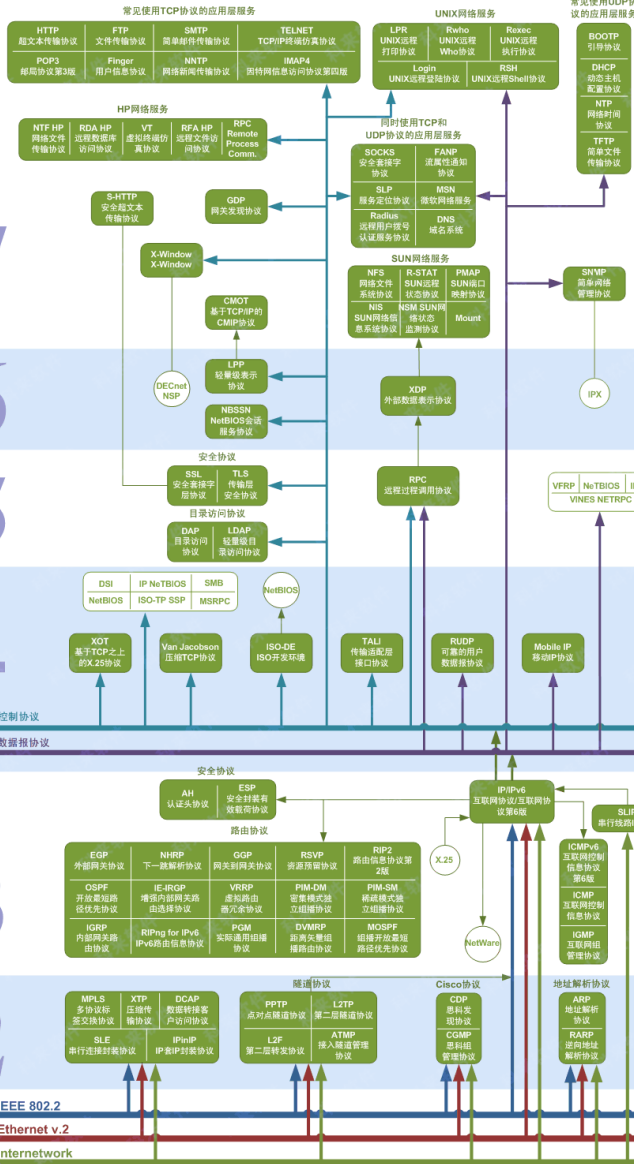 常见使用TCP协议的应用层服务
HTTP
超文本传输协议
FTP
文件传输协议
SMTP
简单邮件传输协议
TELNET
TCP/IP终端仿真协议
POP3
邮局协议第3版
Finger
用户信息协议
NNTP
网络新闻传输协议
IMAP4
因特网信息访问协议第四版
UNIX网络服务
LPR
UNIX远程
打印协议
Rwho
UNIX远程
Who协议
Rexec
UNIX远程
执行协议
Login
UNIX远程登陆协议
RSH
UNIX远程Shell协议
常见使用UDP协
议的应用层服务
BOOTP
引导协议
DHCP
动态主机
配置协议
NTP
网络时间
协议
TFTP
简单文件
传输协议
HP网络服务
NTF HP
网络文件
传输协议
RDA HP
远程数据库
访问协议
VT
虚拟终端仿
真协议
RFA HP
远程文件访
问协议
RPC
Remote
Process
Comm.
同时使用TCP和
UDP协议的应用层服务
SOCKS
安全套接字
协议
FANP
流属性通知
协议
SLP
服务定位协议
MSN
微软网络服务
Radius
远程用户拨号
认证服务协议
DNS
域名系统
S-HTTP
安全超文本
传输协议
GDP
网关发现协议
X-Window
X-Window
SUN网络服务
NFS
网络文件
系统协议
R-STAT
SUN远程
状态协议
PMAP
SUN端口
映射协议
NIS
SUN网络信
息系统协议
NSM SUN网
络状态
监测协议
Mount
SNMP
简单网络
管理协议
CMOT
基于TCP/IP的
CMIP协议
LPP
轻量级表示
协议
DECnet
NSP
NBSSN
NetBIOS会话
服务协议
XDP
外部数据表示协议
IPX
安全协议
SSL
安全套接字
层协议
TLS
传输层
安全协议
RPC
远程过程调用协议
VFRP
NeTBIOS
VINES NETRPC
目录访问协议
DAP
目录访问
协议
LDAP
轻量级目
录访问协议
DSI
IP NeTBIOS
SMB
NetBIOS
ISO-TP SSP
MSRPC
NetBIOS
XOT
基于TCP之上
的X.25协议
Van Jacobson
压缩TCP协议
ISO-DE
ISO开发环境
TALI
传输适配层
接口协议
RUDP
可靠的用户
数据报协议
Mobile IP
移动IP协议
控制协议
数据报协议
安全协议
AH
认证头协议
ESP
安全封装有
效载荷协议
IP/IPv6
互联网协议/互联网协
议第6版
SLIP
串行线路
路由协议
EGP
外部网关协议
NHRP
下一跳解析协议
GGP
网关到网关协议
RSVP
资源预留协议
RIP2
路由信息协议第
2版
OSPF
开放最短路
径优先协议
IE-IRGP
增强内部网关路
由选择协议
VRRP
虚拟路由
器冗余协议
PIM-DM
密集模式独
立组播协议
PIM-SM
稀疏模式独
立组播协议
IGRP
内部网关路
由协议
RIPng for IPv6
IPv6路由信息协议
PGM
实际通用组播
协议
DVMRP
距离矢量组
播路由协议
MOSPF
组播开放最短
路径优先协议
X.25
NetWare
ICMPv6
互联网控制
信息协议
第6版
ICMP
互联网控制
信息协议
IGMP
互联网组
管理协议
隧道协议
Cisco协议
地址解析协议
MPLS
多协议标
签交换协议
XTP
压缩传
输协议
DCAP
数据转接客
户访问协议
SLE
串行连接封装协议
IPinIP
IP套IP封装协议
PPTP
点对点隧道协议
L2TP
第二层隧道协议
L2F
第二层转发协议
ATMP
接入隧道管理
协议
CDP
思科发
现协议
CGMP
思科组
管理协议
ARP
地址解析
协议
RARP
逆向地址
解析协议
EEE 802.2
Ethernet v.2
nternetwork